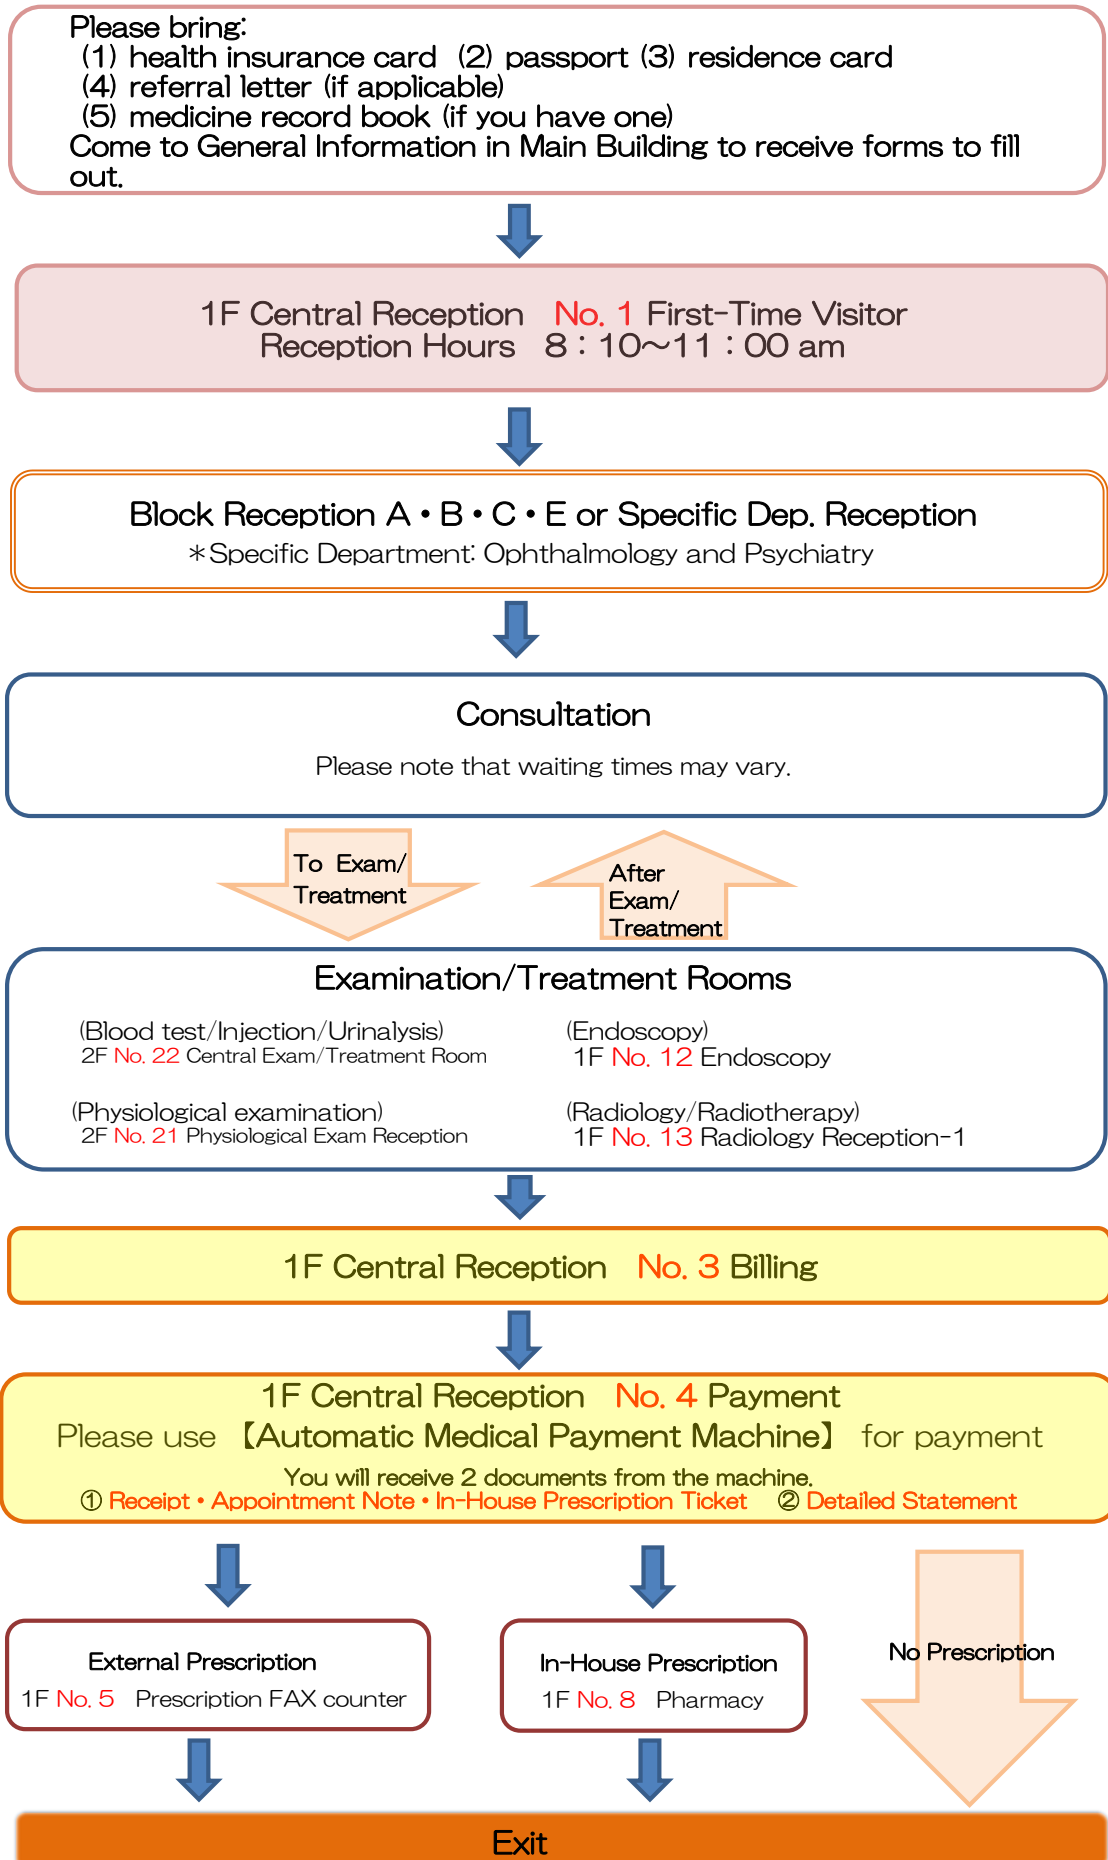 Please bring:
(1) health insurance card (2) passport (3) residence card
(4) referral letter (if applicable)
(5) medicine record book (if you have one)
Come to General Information in Main Building to receive forms to fill
out.
1F Central Reception No. 1 First-Time Visitor
Reception Hours 8：10～11：00 am
Block Reception A・B・C・E or Specific Dep. Reception
＊Specific Department: Ophthalmology and Psychiatry
Consultation
Please note that waiting times may vary.
To Exam/
Treatment
After
Exam/
Treatment
Examination/Treatment Rooms
(Blood test/Injection/Urinalysis)
2F No. 22 Central Exam/Treatment Room
(Endoscopy)
1F No. 12 Endoscopy
(Physiological examination)
2F No. 21 Physiological Exam Reception
(Radiology/Radiotherapy)
1F No. 13 Radiology Reception-1
1F Central Reception No. 3 Billing
1F Central Reception No. 4 Payment
Please use 【Automatic Medical Payment Machine】 for payment
You will receive 2 documents from the machine.
① Receipt・Appointment Note・In-House Prescription Ticket ② Detailed Statement
External Prescription
1F No. 5 Prescription FAX counter
In-House Prescription
1F No. 8 Pharmacy
No Prescription
Exit